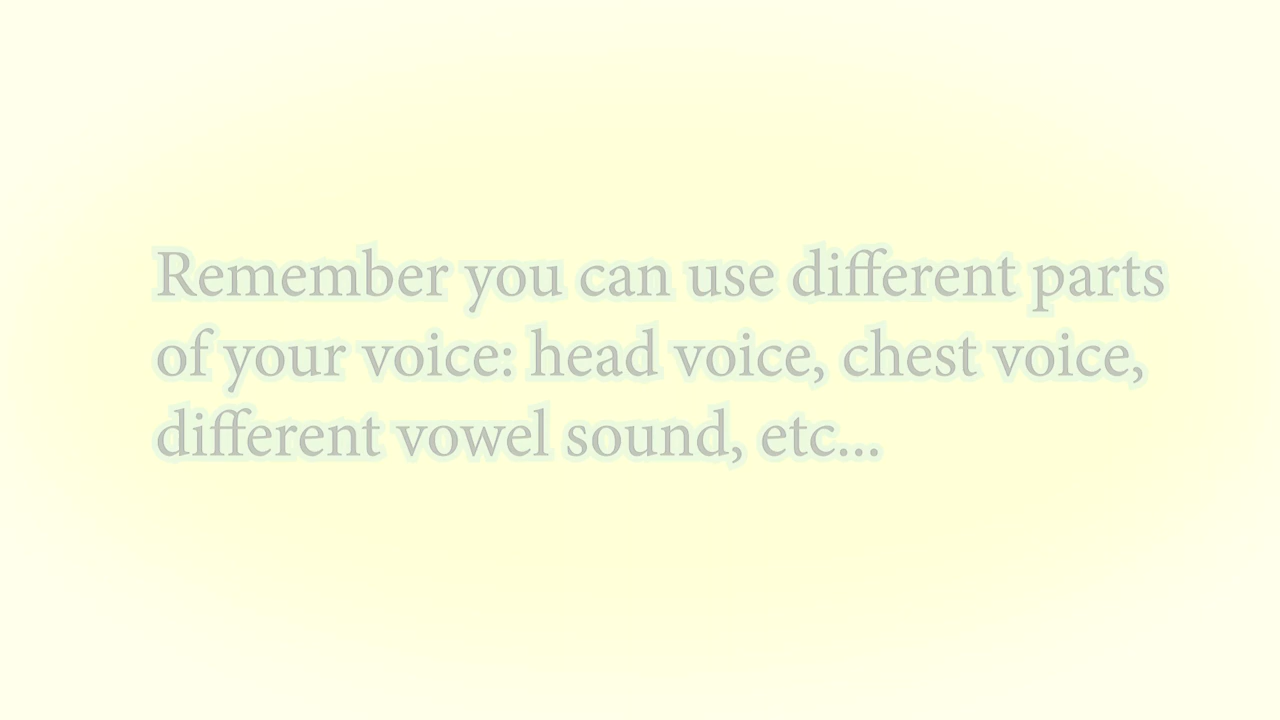 Remember you can use different parts
of your voice: head voice, chest voice,
different vowel sound, etc...